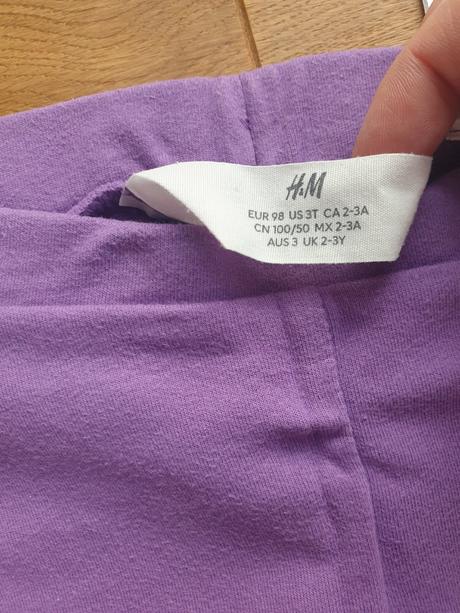 H&M
EUR 98 US 3T CA 2-3A
CN 100/50 MX 2-3A
AUS 3 UK 2-3Y